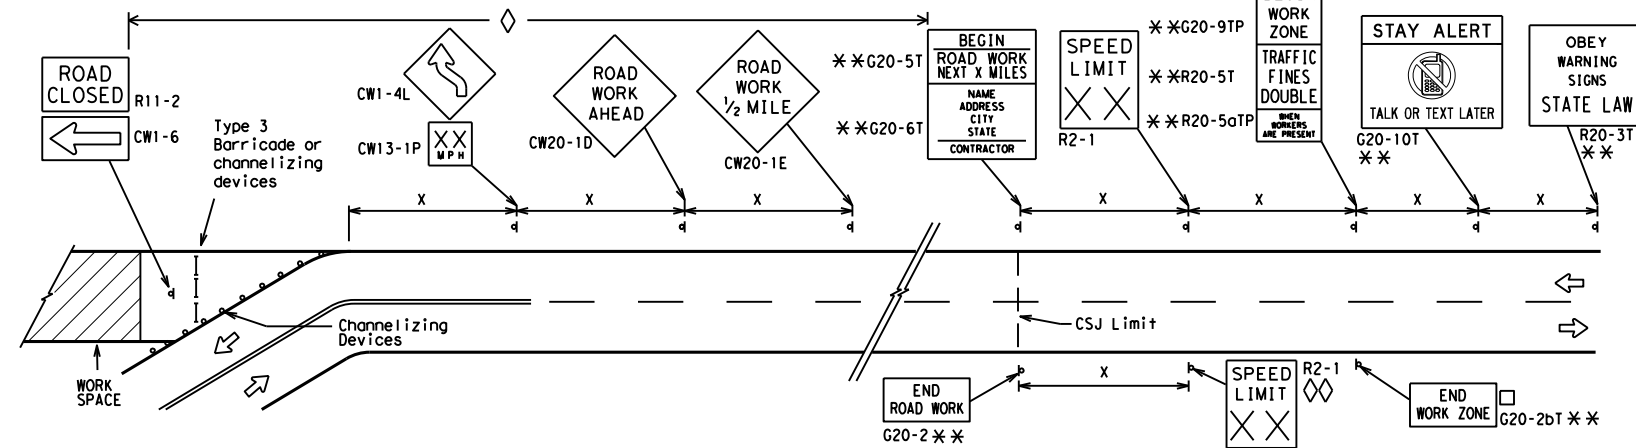 ROAD
CLOSED
R11-2
CW1-6
Type 3
Barricade or
channelizing
devices
CW1-4L
XX
MPH
CW13-1P
ROAD
WORK
AHEAD
CW20-1D
ROAD
WORK
1/2 MILE
CW20-1E
**G20-5T
**G20-6T
BEGIN
ROAD WORK
NEXT X MILES
NAME
ADDRESS
CITY
STATE
CONTRACTOR
SPEED
LIMIT
XX
R2-1
**G20-9TP
**R20-5T
**R20-5aTP
WORK
ZONE
TRAFFIC
FINES
DOUBLE
WHEN
WORKERS
ARE PRESENT
STAY ALERT
TALK OR TEXT LATER
G20-10T
**
OBEY
WARNING
SIGNS
STATE LAW
R20-3T
**
X
X
X
X
X
X
X
Channelizing
Devices
WORK
SPACE
CSJ Limit
X
END
ROAD WORK
G20-2 **
SPEED
LIMIT
XX
R2-1
END
WORK ZONE
G20-2bT **